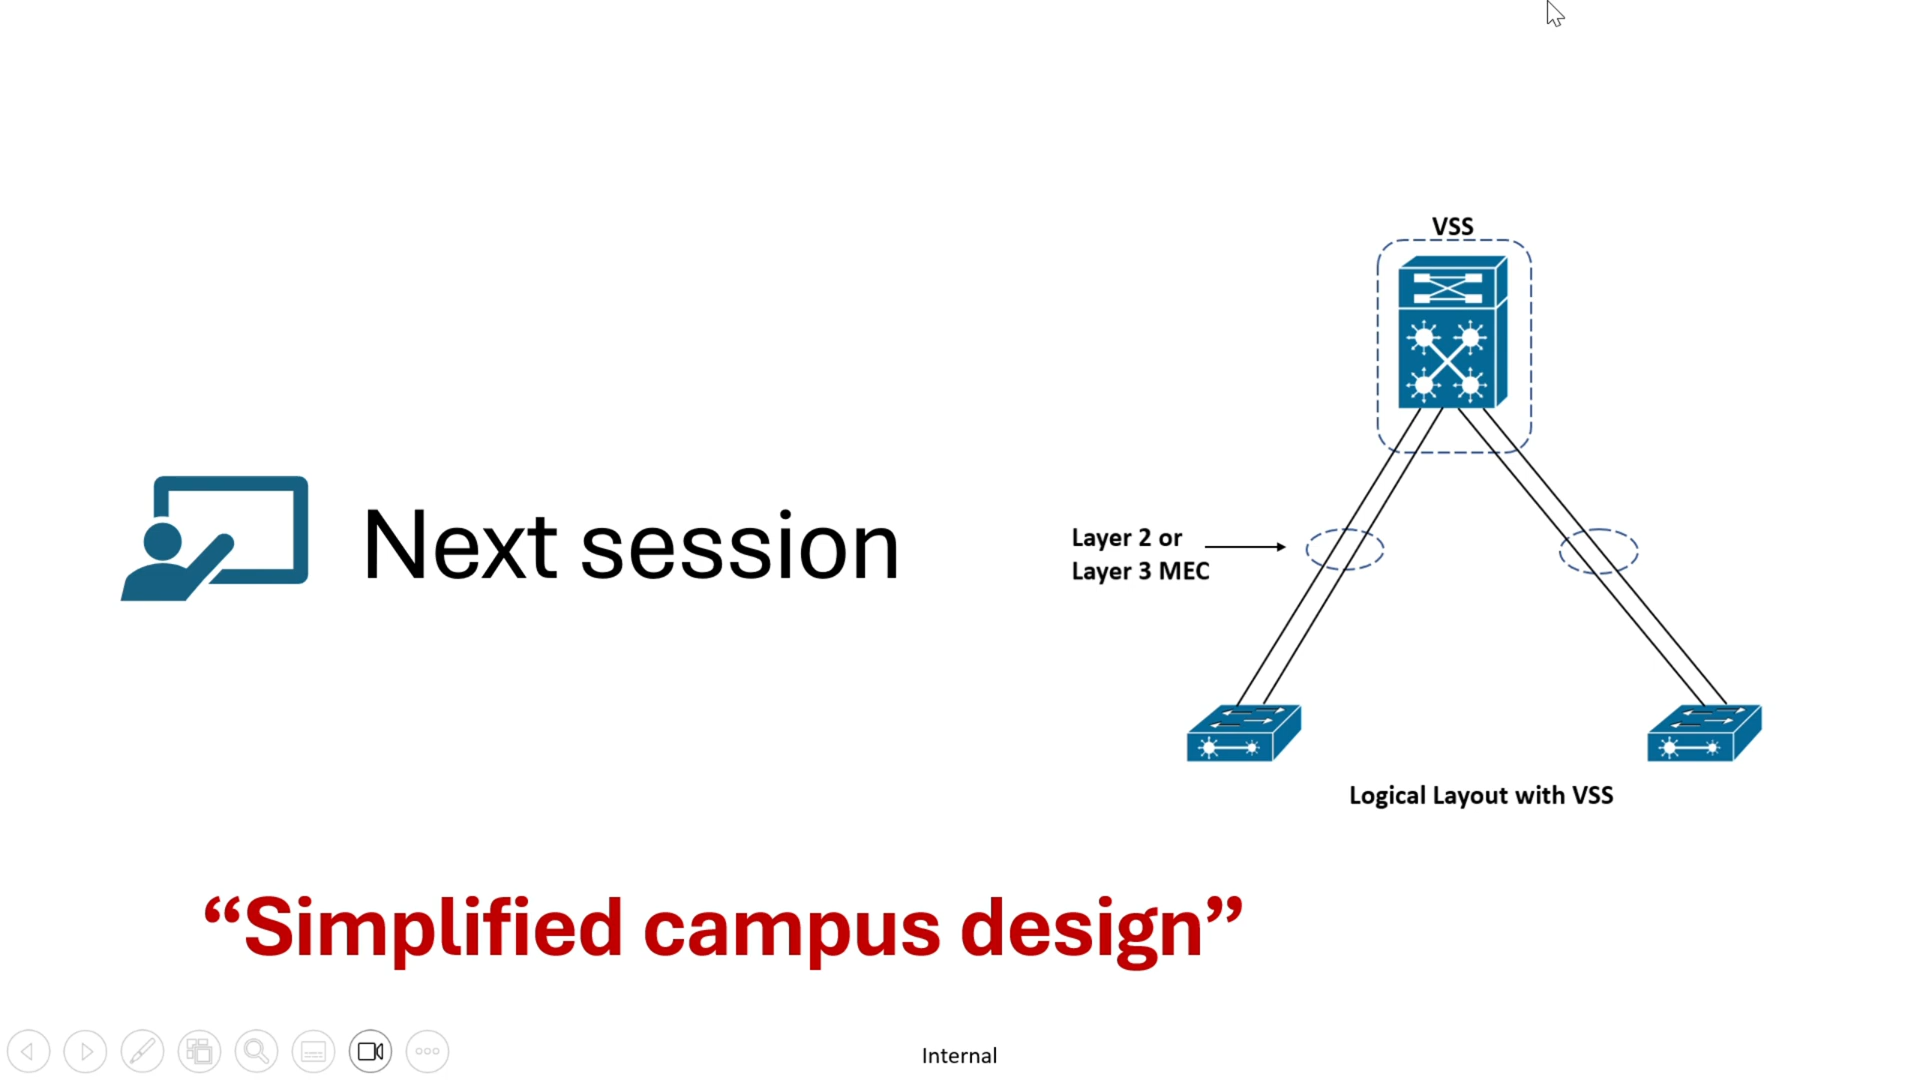 VSS
Next session
Layer 2 or
Layer 3 MEC
Logical Layout with VSS
“Simplified campus design”
Internal